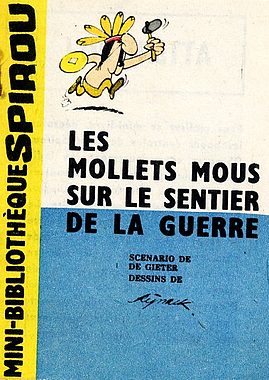 MINI-BIBLIOTHÈQUE SPIROU
LES
MOLLETS MOUS
SUR LE SENTIER
DE LA GUERRE
SCENARIO DE
DE GIETER
DESSINS DE